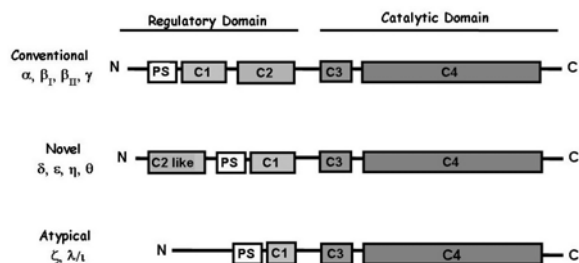 Regulatory Domain Catalytic Domain
Conventional
α, βI, βII, γ
N PS C1 C2 C3 C4 C
Novel
δ, ε, η, θ
N C2 like PS C1 C3 C4 C
Atypical
ζ, λ/ι
N PS C1 C3 C4 C